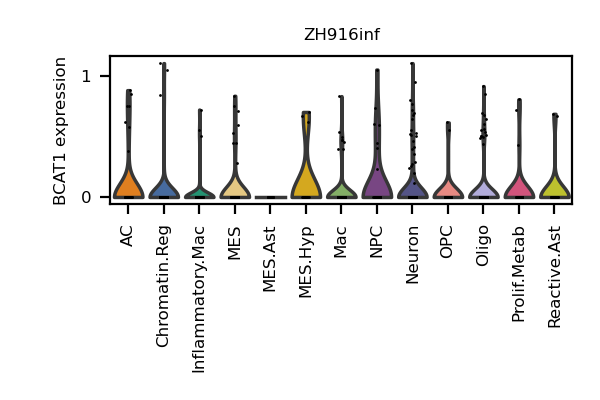 ZH916inf
BCAT1 expression
1
0
AC
Chromatin.Reg
Inflammatory.Mac
MES
MES.Ast
MES.Hyp
Mac
NPC
Neuron
OPC
Oligo
Prolif.Metab
Reactive.Ast